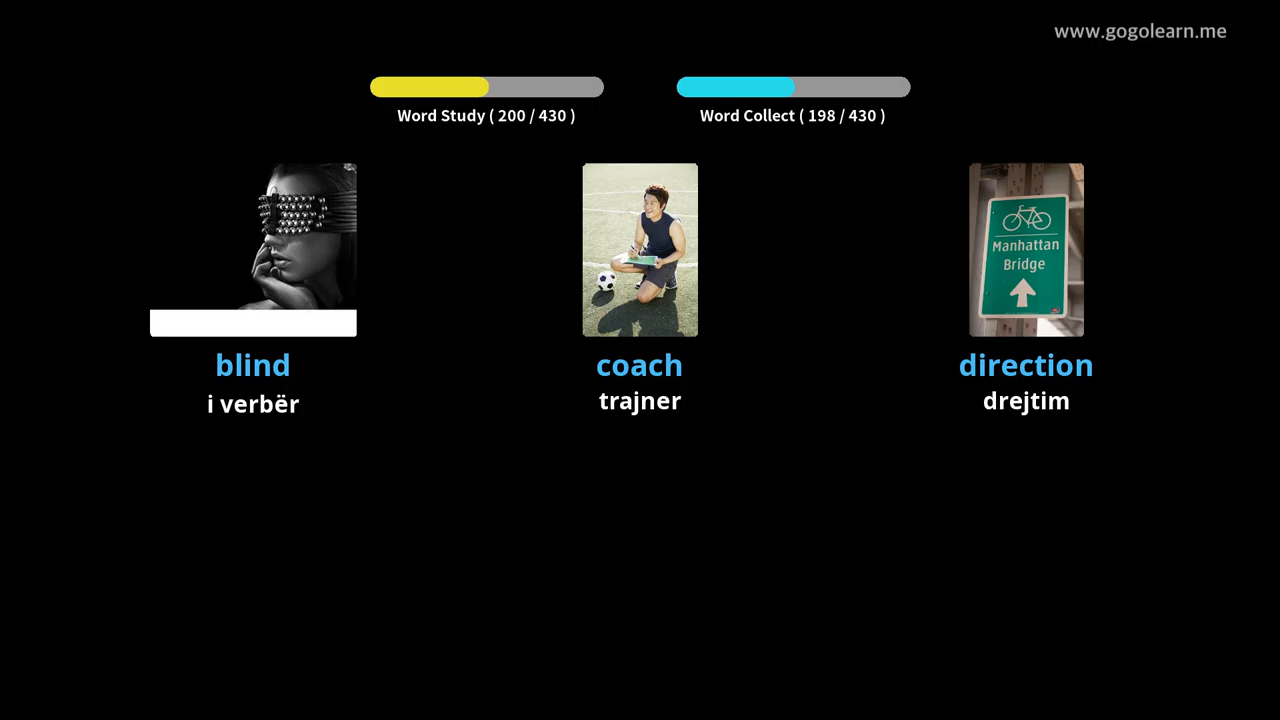 www.gogolearn.me
Word Study ( 200 / 430 )
Word Collect ( 198 / 430 )
Manhattan
Bridge
blind
i verbër
coach
trajner
direction
drejtim